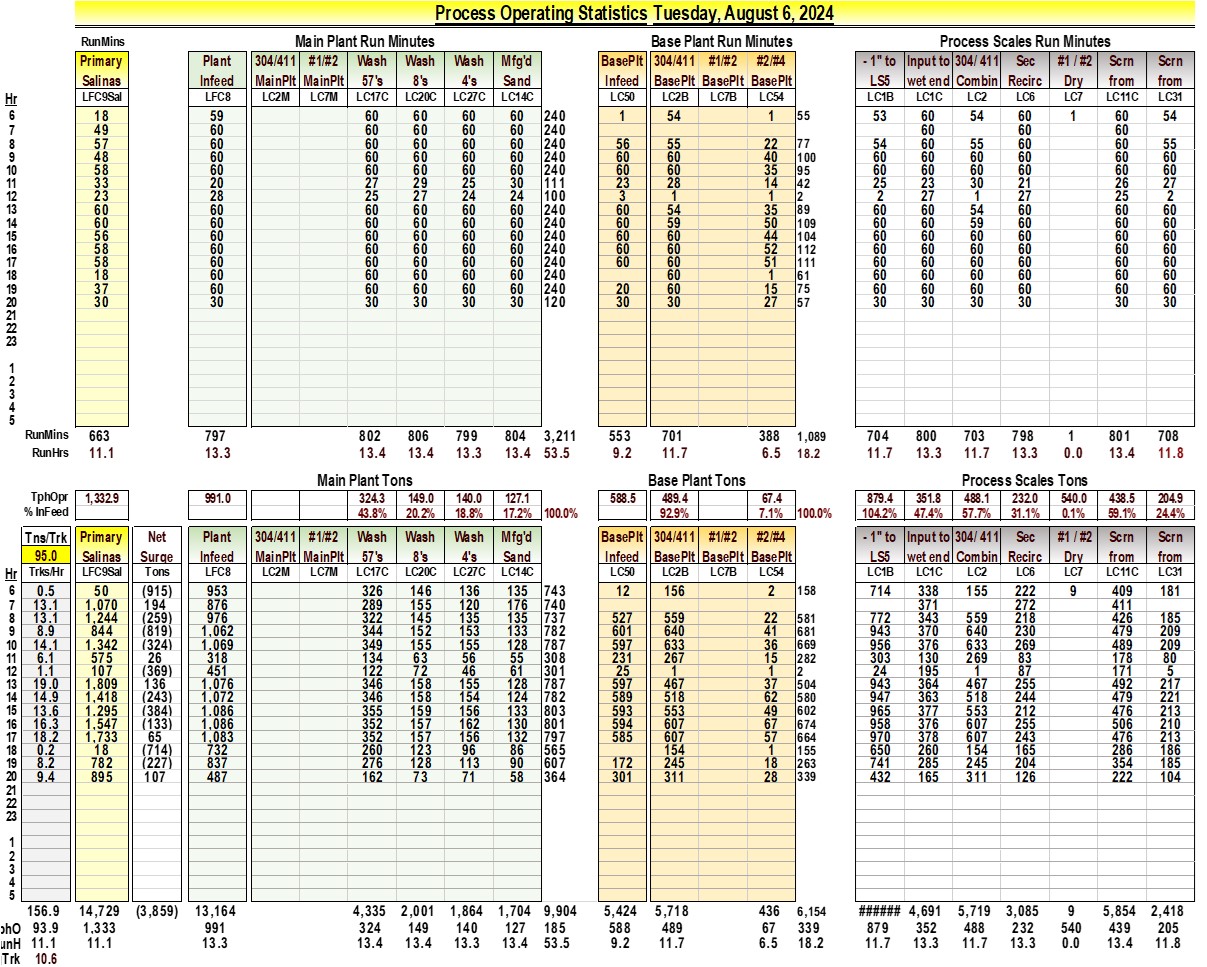 Process Operating Statistics Tuesday, August 6, 2024
RunMins Main Plant Run Minutes Base Plant Run Minutes Process Scales Run Minutes
Primary Plant 304/411 #1/#2 Wash Wash Wash Mfg'd BasePlt 304/411 #1/#2 #2/#4 - 1" to Input to 304/ 411 Sec #1 / #2 Scrn Scrn
Salinas Infeed MainPlt MainPlt 57's 8's 4's Sand Infeed BasePlt BasePlt BasePlt LS5 wet end Combin Recirc Dry from from
Hr LFC9Sal LFC8 LC2M LC7M LC17C LC20C LC27C LC14C LC50 LC2B LC7B LC54 LC1B LC1C LC2 LC6 LC7 LC11C LC31
6 18 59 60 60 60 60 240 1 54 1 55 53 60 54 60 1 60 54
7 49 60 60 60 60 60 240 60 60 60
8 57 60 60 60 60 60 240 56 55 22 77 54 60 55 60 60 55
9 48 60 60 60 60 60 240 60 60 40 100 60 60 60 60 60 60
10 58 60 60 60 60 60 240 60 60 35 95 60 60 60 60 60 60
11 33 20 27 29 25 30 111 23 28 14 42 25 23 30 21 26 27
12 23 28 25 27 24 24 100 3 1 1 2 2 27 1 27 25 2
13 60 60 60 60 60 60 240 60 54 35 89 60 60 54 60 60 60
14 60 60 60 60 60 60 240 60 59 50 109 60 60 59 60 60 60
15 56 60 60 60 60 60 240 60 60 44 104 60 60 60 60 60 60
16 58 60 60 60 60 60 240 60 60 52 112 60 60 60 60 60 60
17 58 60 60 60 60 60 240 60 60 51 111 60 60 60 60 60 60
18 18 60 60 60 60 60 240 60 1 61 60 60 60 60 60 60
19 37 60 60 60 60 60 240 20 60 15 75 60 60 60 60 60 60
20 30 30 30 30 30 30 120 30 30 27 57 30 30 30 30 30 30
21
22
23
1
2
3
4
5
RunMins 663 797 802 806 799 804 3,211 553 701 388 1,089 704 800 703 798 1 801 708
RunHrs 11.1 13.3 13.4 13.4 13.3 13.4 53.5 9.2 11.7 6.5 18.2 11.7 13.3 11.7 13.3 0.0 13.4 11.8
Main Plant Tons Base Plant Tons Process Scales Tons
TphOpr 1,332.9 991.0 324.3 149.0 140.0 127.1 588.5 489.4 67.4 879.4 351.8 488.1 232.0 540.0 438.5 204.9
% InFeed 43.8% 20.2% 18.8% 17.2% 100.0% 92.9% 7.1% 100.0% 104.2% 47.4% 57.7% 31.1% 0.1% 59.1% 24.4%
Tns/Trk Primary Net Plant 304/411 #1/#2 Wash Wash Wash Mfg'd BasePlt 304/411 #1/#2 #2/#4 - 1" to Input to 304/ 411 Sec #1 / #2 Scrn Scrn
95.0 Salinas Surge Infeed MainPlt MainPlt 57's 8's 4's Sand Infeed BasePlt BasePlt BasePlt LS5 wet end Combin Recirc Dry from from
Hr Trks/Hr LFC9Sal Tons LFC8 LC2M LC7M LC17C LC20C LC27C LC14C LC50 LC2B LC7B LC54 LC1B LC1C LC2 LC6 LC7 LC11C LC31
6 0.5 50 (915) 953 326 146 136 135 743 12 156 2 158 714 338 155 222 9 409 181
7 13.1 1,070 194 876 289 155 120 176 740 371 272 411
8 13.1 1,244 (259) 976 322 145 135 135 737 527 559 22 581 772 343 559 218 426 185
9 8.9 844 (819) 1,062 344 152 153 133 782 601 640 41 681 943 370 640 230 479 209
10 14.1 1,342 (324) 1,069 349 155 155 128 787 597 633 36 669 956 376 633 269 489 209
11 6.1 575 26 318 134 63 56 55 308 231 267 15 282 303 130 269 83 178 80
12 1.1 107 (369) 451 122 72 46 61 301 25 1 1 2 24 195 1 87 171 5
13 19.0 1,809 136 1,076 346 158 155 128 787 597 467 37 504 943 364 467 255 492 217
14 14.9 1,418 (243) 1,072 346 158 154 124 782 589 518 62 580 947 363 518 244 479 221
15 13.6 1,295 (384) 1,086 355 159 156 133 803 593 553 49 602 965 377 553 212 476 213
16 16.3 1,547 (133) 1,086 352 157 162 130 801 594 607 67 674 958 376 607 255 506 210
17 18.2 1,733 65 1,083 352 157 156 132 797 585 607 57 664 970 378 607 243 476 213
18 0.2 18 (714) 732 260 123 96 86 565 154 1 155 650 260 154 165 286 186
19 8.2 782 (227) 837 276 128 113 90 607 172 245 18 263 741 285 245 204 354 185
20 9.4 895 107 487 162 73 71 58 364 301 311 28 339 432 165 311 126 222 104
21
22
23
1
2
3
4
5
156.9 14,729 (3,859) 13,164 4,335 2,001 1,864 1,704 9,904 5,424 5,718 436 6,154 ###### 4,691 5,719 3,085 9 5,854 2,418
phO 93.9 1,333 991 324 149 140 127 185 588 489 67 339 879 352 488 232 540 439 205
unH 11.1 11.1 13.3 13.4 13.4 13.3 13.4 53.5 9.2 11.7 6.5 18.2 11.7 13.3 11.7 13.3 0.0 13.4 11.8
Trk 10.6